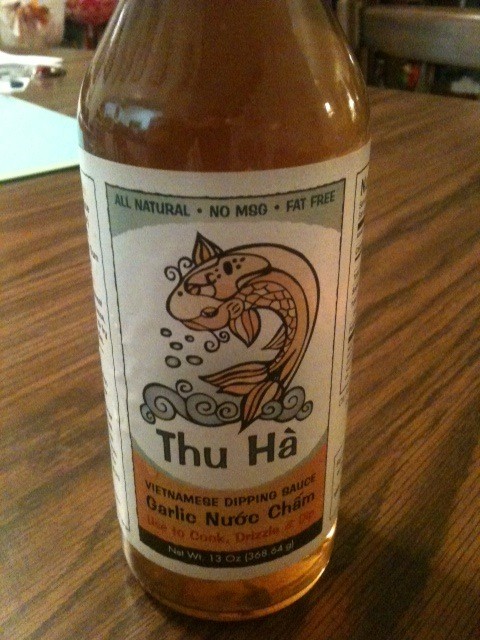 ALL NATURAL • NO MSG • FAT FREE
Thu Hà
VIETNAMESE DIPPING SAUCE
Garlic Nước Chấm
Use to Cook, Drizzle & Dip
Net Wt. 13 Oz (368.54 g)